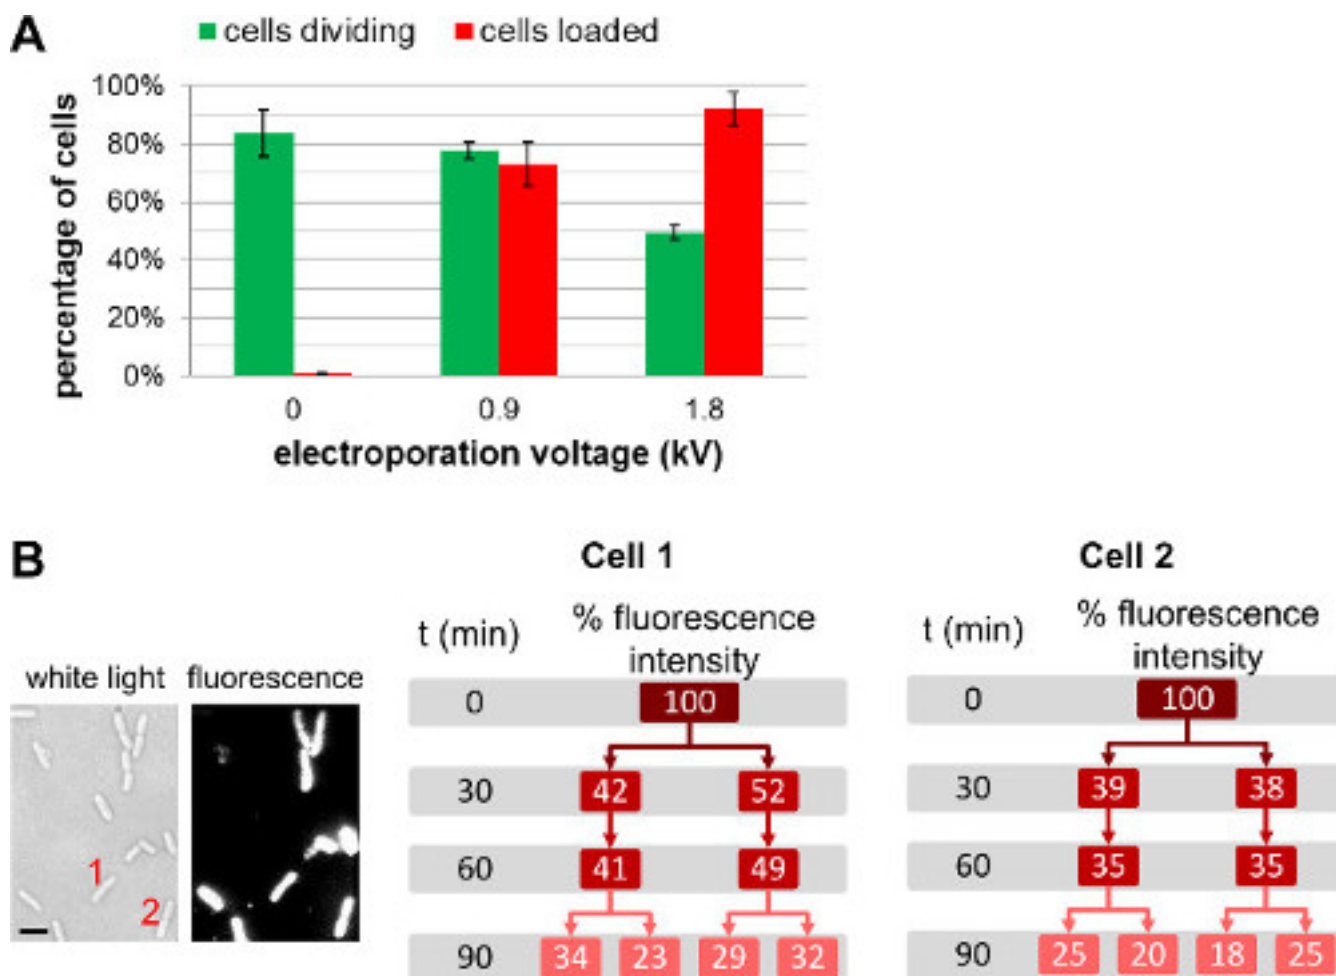 A
cells dividing cells loaded
percentage of cells
100%
80%
60%
40%
20%
0%
0 0.9 1.8
electroporation voltage (kV)
B
white light fluorescence
1
2
Cell 1
t (min) % fluorescence
intensity
0 100
30 42 52
60 41 49
90 34 23 29 32
Cell 2
t (min) % fluorescence
intensity
0 100
30 39 38
60 35 35
90 25 20 18 25